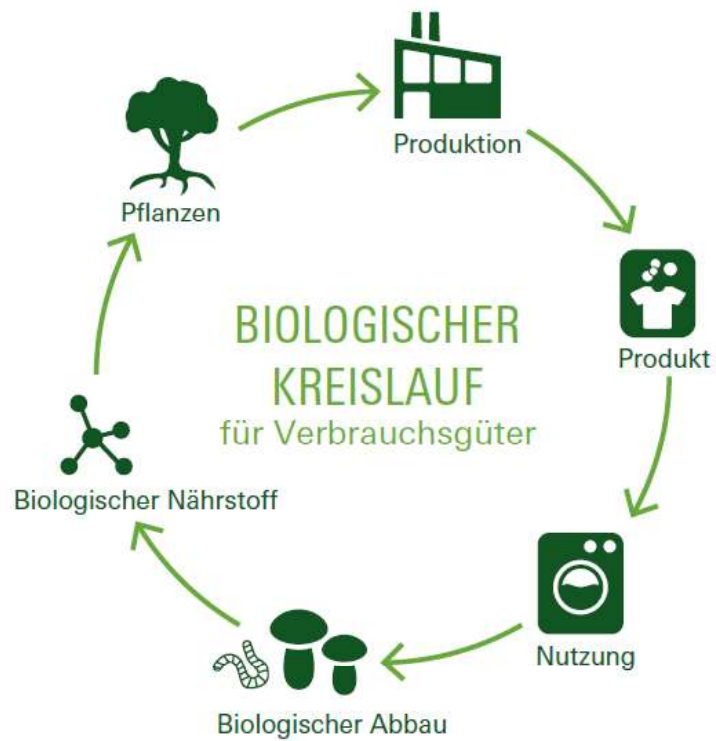 Produktion
Pflanzen
BIOLOGISCHER
KREISLAUF
für Verbrauchsgüter
Produkt
Biologischer Nährstoff
Nutzung
Biologischer Abbau